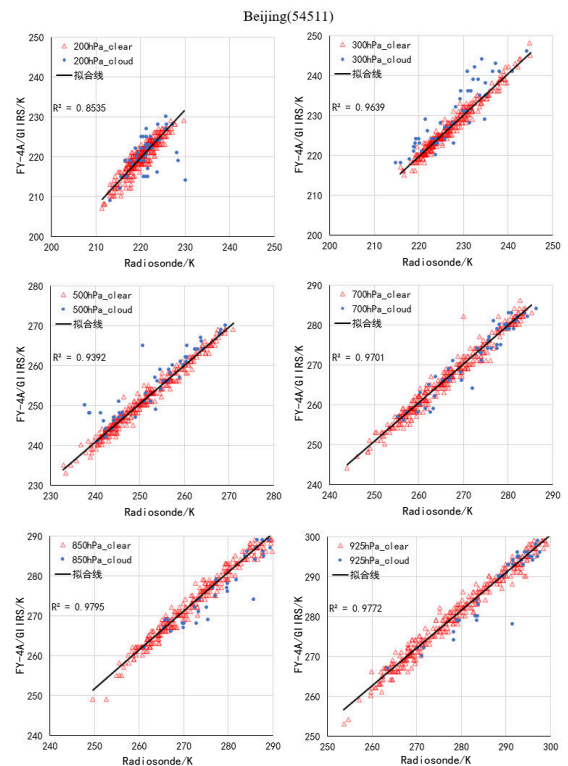 Beijing(54511)
FY-4A/GIIRS/K
250
240
230
220
210
200
200hPa_clear
200hPa_cloud
拟合线
R² = 0.8535
200 210 220 230 240 250
Radiosonde/K
FY-4A/GIIRS/K
250
240
230
220
210
200
300hPa_clear
300hPa_cloud
拟合线
R² = 0.9639
200 210 220 230 240 250
Radiosonde/K
FY-4A/GIIRS/K
280
270
260
250
240
230
500hPa_clear
500hPa_cloud
拟合线
R² = 0.9392
230 240 250 260 270 280
Radiosonde/K
FY-4A/GIIRS/K
290
280
270
260
250
240
700hPa_clear
700hPa_cloud
拟合线
R² = 0.9701
240 250 260 270 280 290
Radiosonde/K
FY-4A/GIIRS/K
290
280
270
260
250
240
850hPa_clear
850hPa_cloud
拟合线
R² = 0.9795
240 250 260 270 280 290
Radiosonde/K
FY-4A/GIIRS/K
300
290
280
270
260
250
925hPa_clear
925hPa_cloud
拟合线
R² = 0.9772
250 260 270 280 290 300
Radiosonde/K